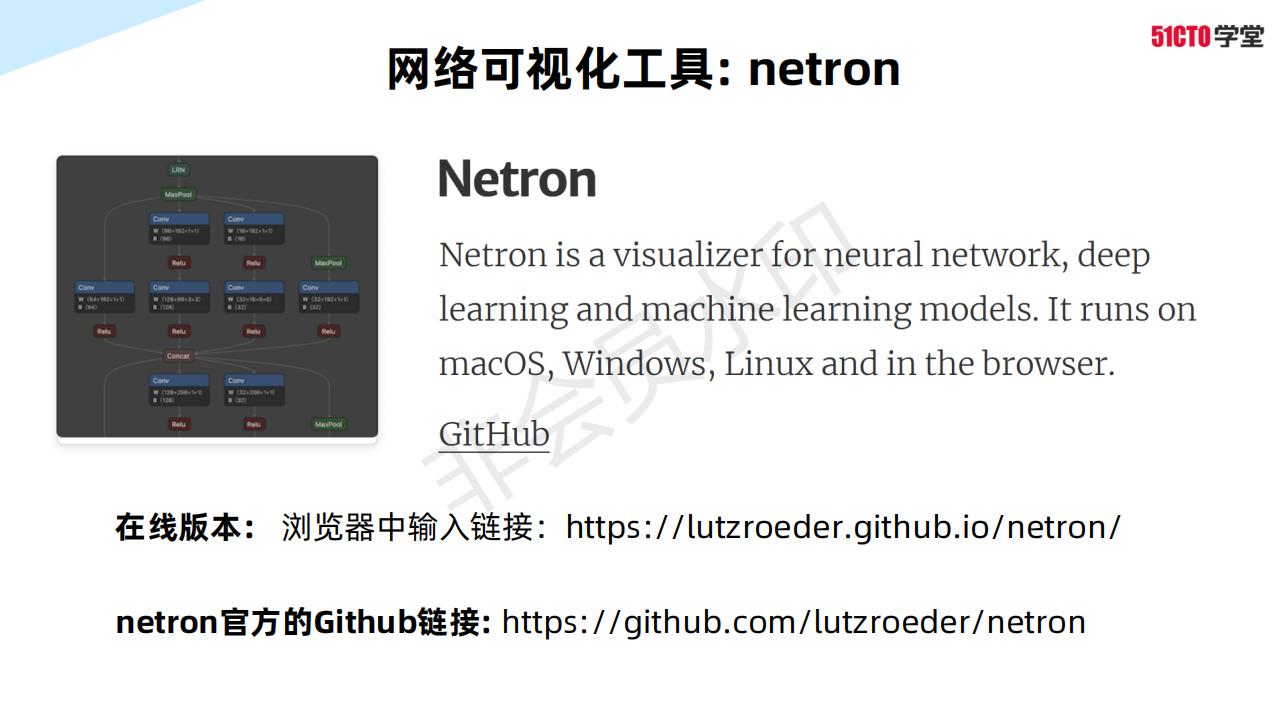 51CTO学堂
网络可视化工具: netron
LRN
MaxPool
Conv Conv
W (96×192×1×1) W (16×192×1×1)
B (96) B (16)
Relu Relu MaxPool
Conv Conv Conv Conv
W (64×192×1×1) W (128×96×3×3) W (32×16×5×5) W (32×192×1×1)
B (64) B (128) B (32) B (32)
Relu Relu Relu Relu
Concat
Conv Conv
W (128×256×1×1) W (32×256×1×1)
B (128) B (32)
Relu Relu MaxPool
Netron
Netron is a visualizer for neural network, deep
learning and machine learning models. It runs on
macOS, Windows, Linux and in the browser.
GitHub
非会员水印
在线版本： 浏览器中输入链接：https://lutzroeder.github.io/netron/
netron官方的Github链接: https://github.com/lutzroeder/netron